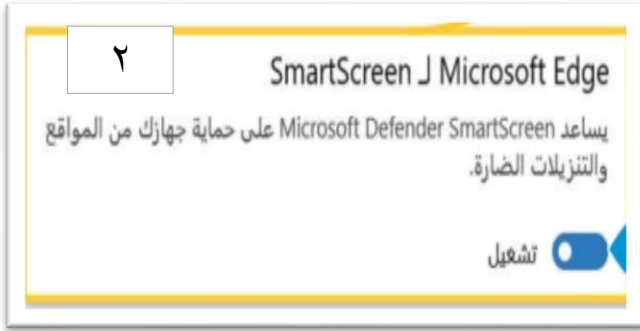 ٢
SmartScreen لـ Microsoft Edge
يساعد Microsoft Defender SmartScreen على حماية جهازك من المواقع
والتنزيلات الضارة.
تشغيل